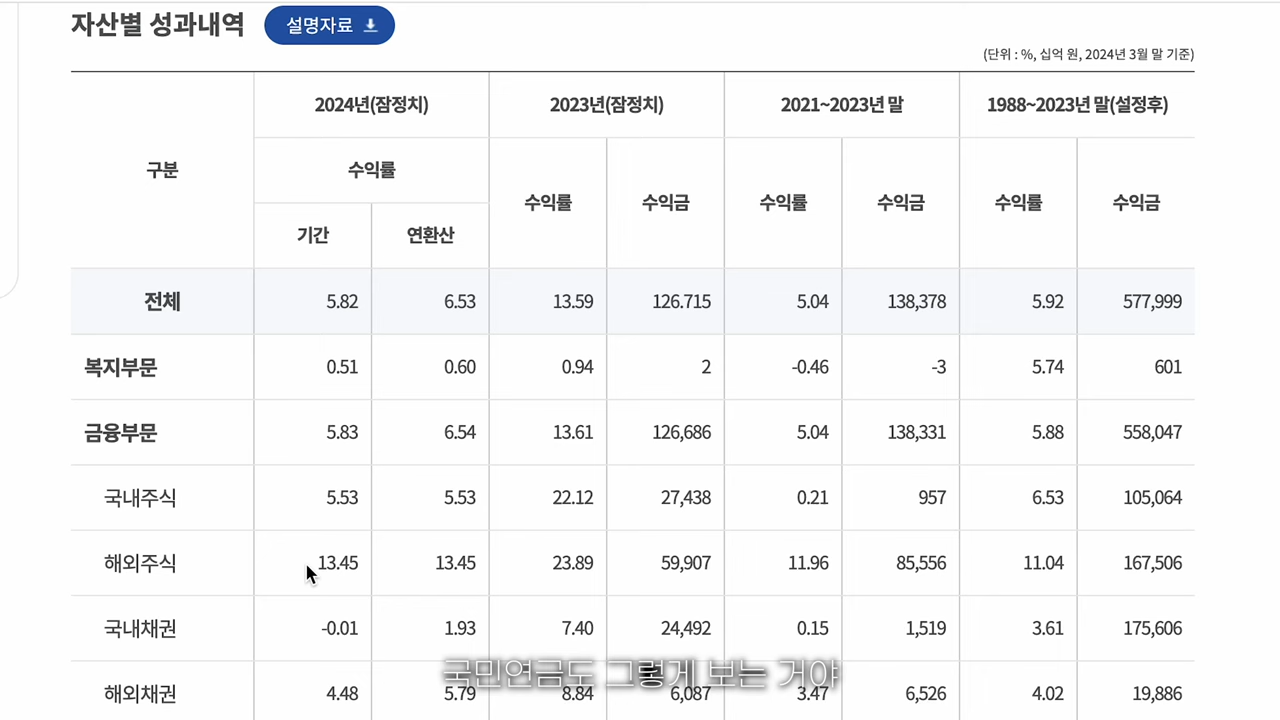 자산별 성과내역 설명자료
(단위 : %, 십억 원, 2024년 3월 말 기준)
구분 2024년(잠정치) 2023년(잠정치) 2021~2023년 말 1988~2023년 말(설정후)
수익률 수익률 수익금 수익률 수익금 수익률 수익금
기간 연환산
전체 5.82 6.53 13.59 126.715 5.04 138,378 5.92 577,999
복지부문 0.51 0.60 0.94 2 -0.46 -3 5.74 601
금융부문 5.83 6.54 13.61 126,686 5.04 138,331 5.88 558,047
국내주식 5.53 5.53 22.12 27,438 0.21 957 6.53 105,064
해외주식 13.45 13.45 23.89 59,907 11.96 85,556 11.04 167,506
국내채권 -0.01 1.93 7.40 24,492 0.15 1,519 3.61 175,606
국민연금도 그렇게 보는 거야
해외채권 4.48 5.79 8.84 6,087 3.47 6,526 4.02 19,886